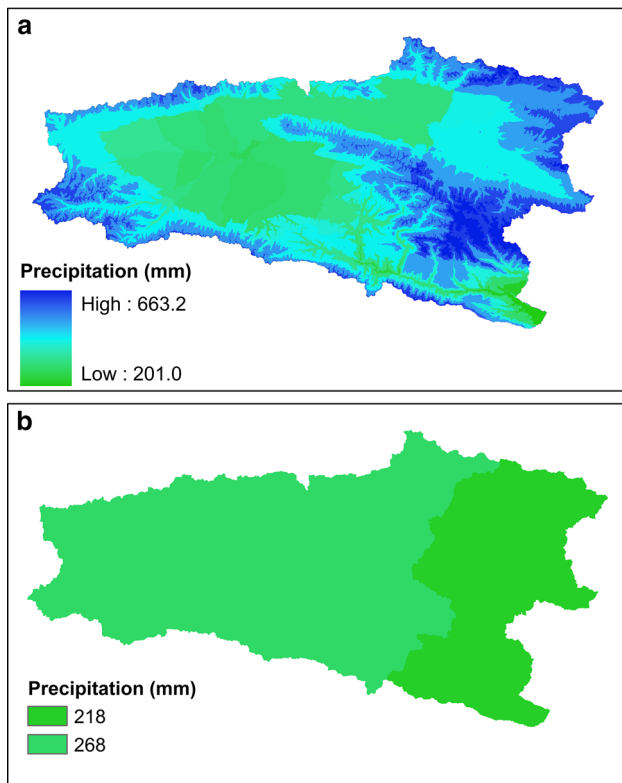 a
Precipitation (mm)
High : 663.2
Low : 201.0
b
Precipitation (mm)
218
268